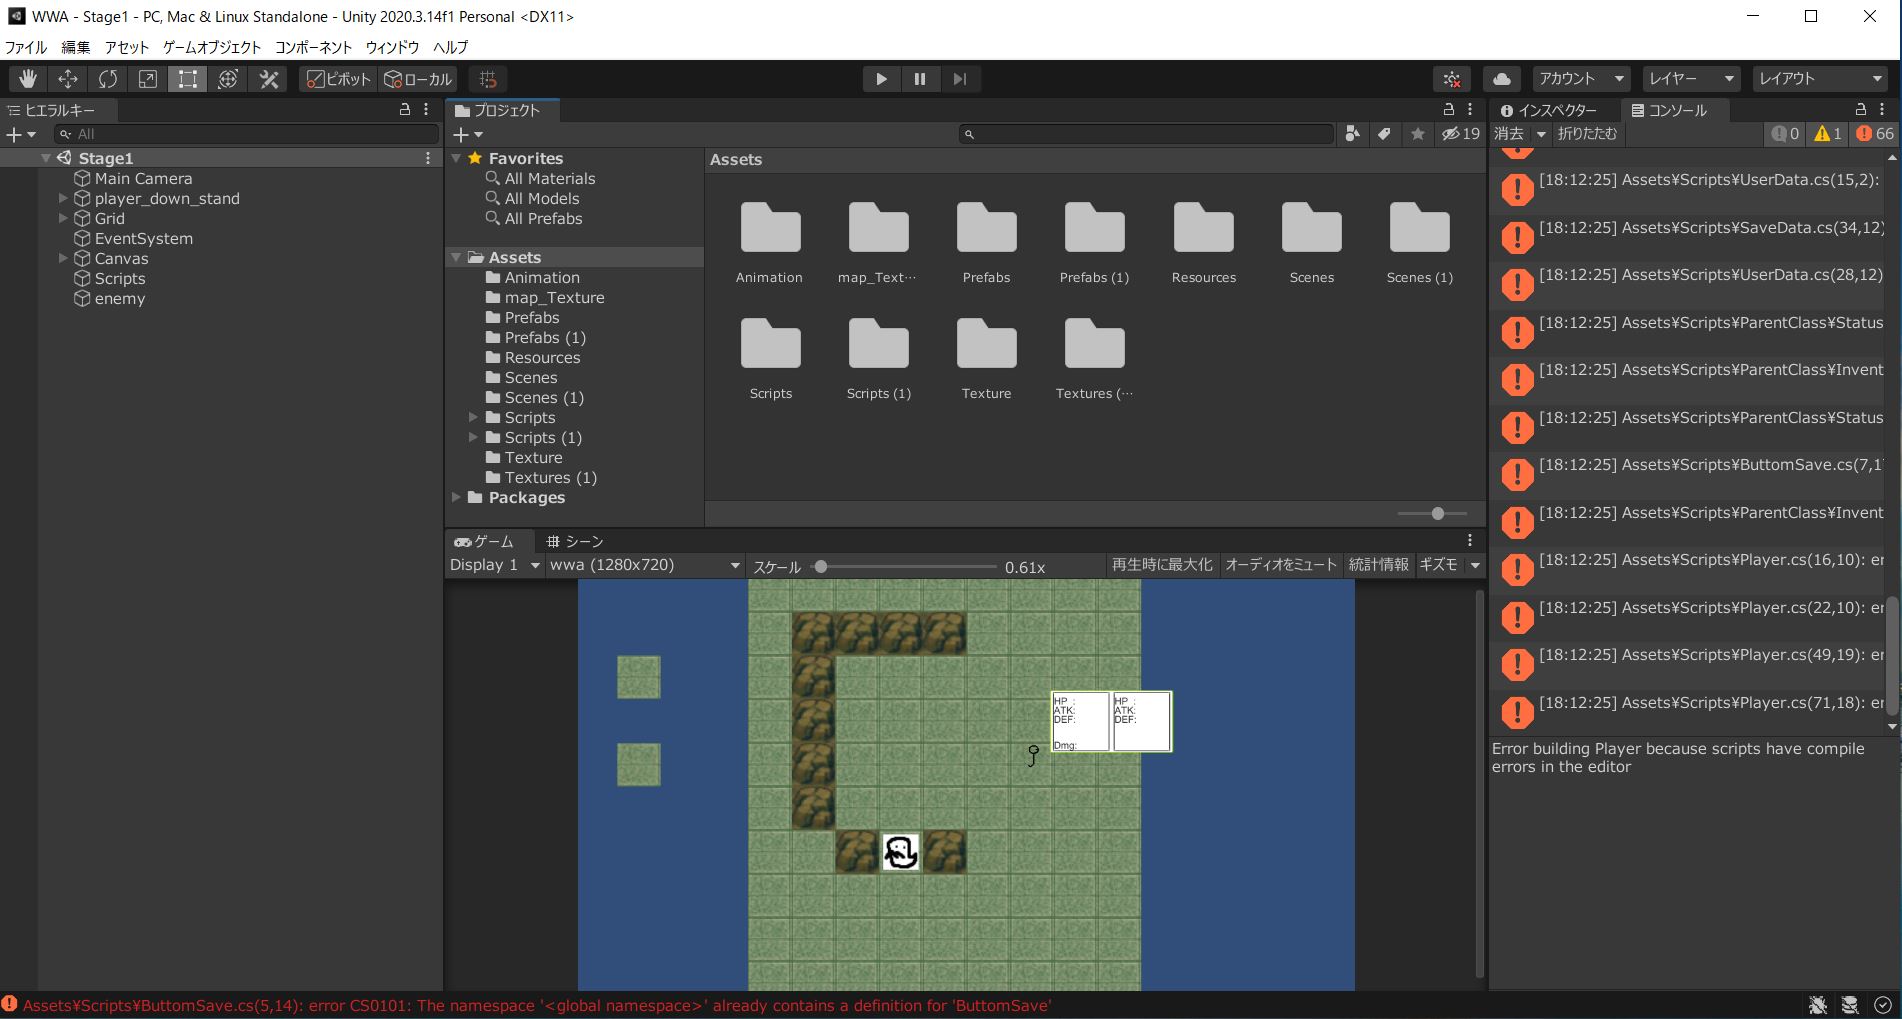 WWA - Stage1 - PC, Mac & Linux Standalone - Unity 2020.3.14f1 Personal <DX11>
ファイル 編集 アセット ゲームオブジェクト コンポーネント ウィンドウ ヘルプ
ピボット ローカル アカウント レイヤー レイアウト
ヒエラルキー
All
Stage1
Main Camera
player_down_stand
Grid
EventSystem
Canvas
Scripts
enemy
プロジェクト
19
Favorites
All Materials
All Models
All Prefabs
Assets
Animation
map_Texture
Prefabs
Prefabs (1)
Resources
Scenes
Scenes (1)
Scripts
Scripts (1)
Texture
Textures (1)
Packages
Assets
Animation map_Text… Prefabs Prefabs (1) Resources Scenes Scenes (1)
Scripts Scripts (1) Texture Textures (…
ゲーム シーン
Display 1 wwa (1280x720) スケール 0.61x 再生時に最大化 オーディオをミュート 統計情報 ギズモ
HP :
ATK:
DEF:
Dmg:
HP :
ATK:
DEF:
インスペクター コンソール
消去 折りたたむ 0 1 66
[18:12:25] Assets¥Scripts¥UserData.cs(15,2):
[18:12:25] Assets¥Scripts¥SaveData.cs(34,12)
[18:12:25] Assets¥Scripts¥UserData.cs(28,12)
[18:12:25] Assets¥Scripts¥ParentClass¥Status
[18:12:25] Assets¥Scripts¥ParentClass¥Invent
[18:12:25] Assets¥Scripts¥ParentClass¥Status
[18:12:25] Assets¥Scripts¥ButtomSave.cs(7,17
[18:12:25] Assets¥Scripts¥ParentClass¥Invent
[18:12:25] Assets¥Scripts¥Player.cs(16,10): er
[18:12:25] Assets¥Scripts¥Player.cs(22,10): er
[18:12:25] Assets¥Scripts¥Player.cs(49,19): er
[18:12:25] Assets¥Scripts¥Player.cs(71,18): er
Error building Player because scripts have compile
errors in the editor
Assets¥Scripts¥ButtomSave.cs(5,14): error CS0101: The namespace '<global namespace>' already contains a definition for 'ButtomSave'